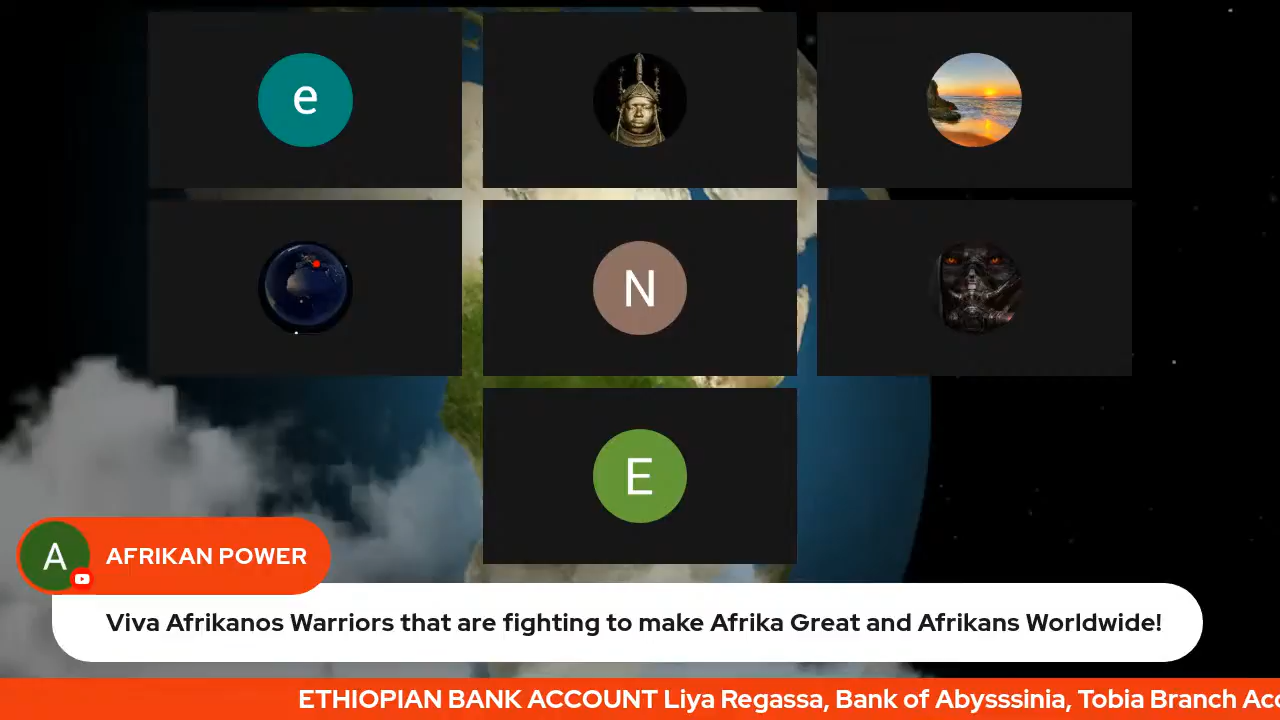 e
N
E
A
AFRIKAN POWER
Viva Afrikanos Warriors that are fighting to make Afrika Great and Afrikans Worldwide!
ETHIOPIAN BANK ACCOUNT Liya Regassa, Bank of Abysssinia, Tobia Branch Acc